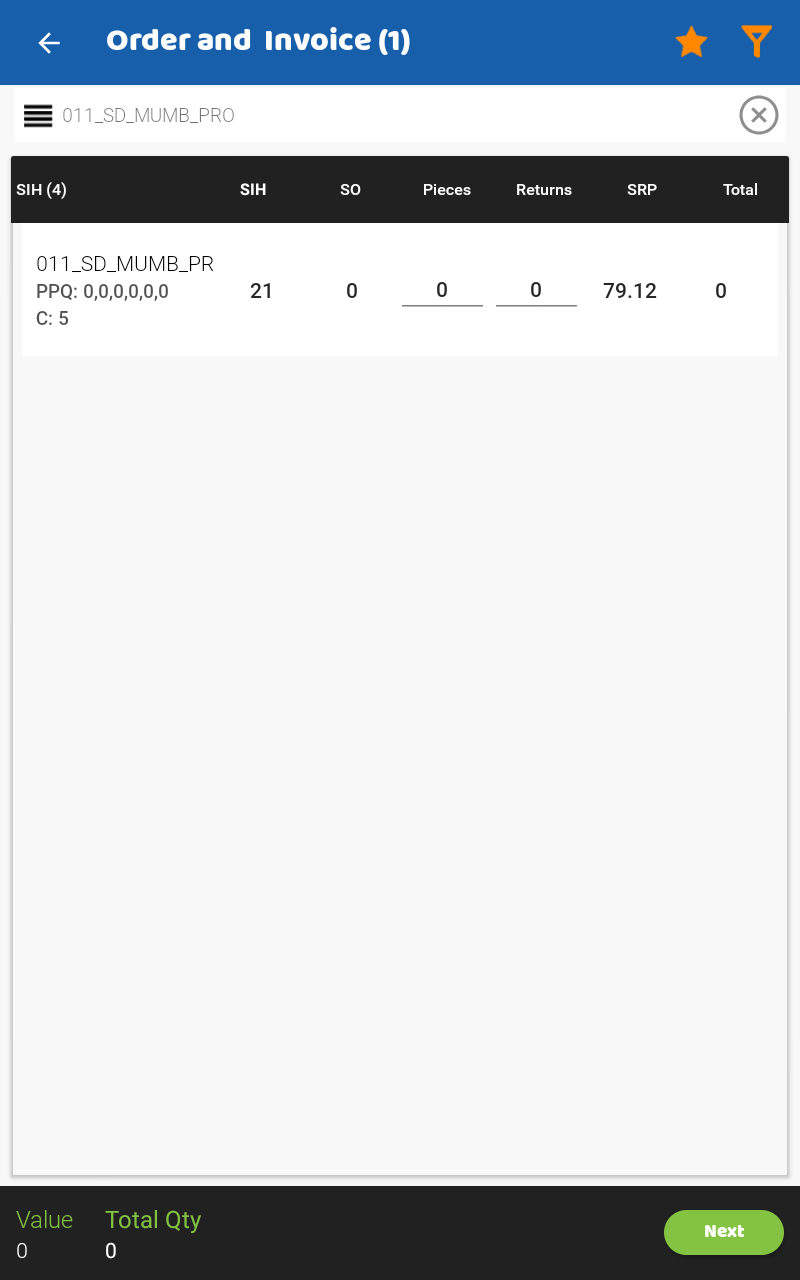 Order and  Invoice (1)
011_SD_MUMB_PRO
SIH (4) SIH SO Pieces Returns SRP Total
011_SD_MUMB_PR
PPQ: 0,0,0,0,0,0 21 0 0 0 79.12 0
C: 5
Value Total Qty
0 0
Next